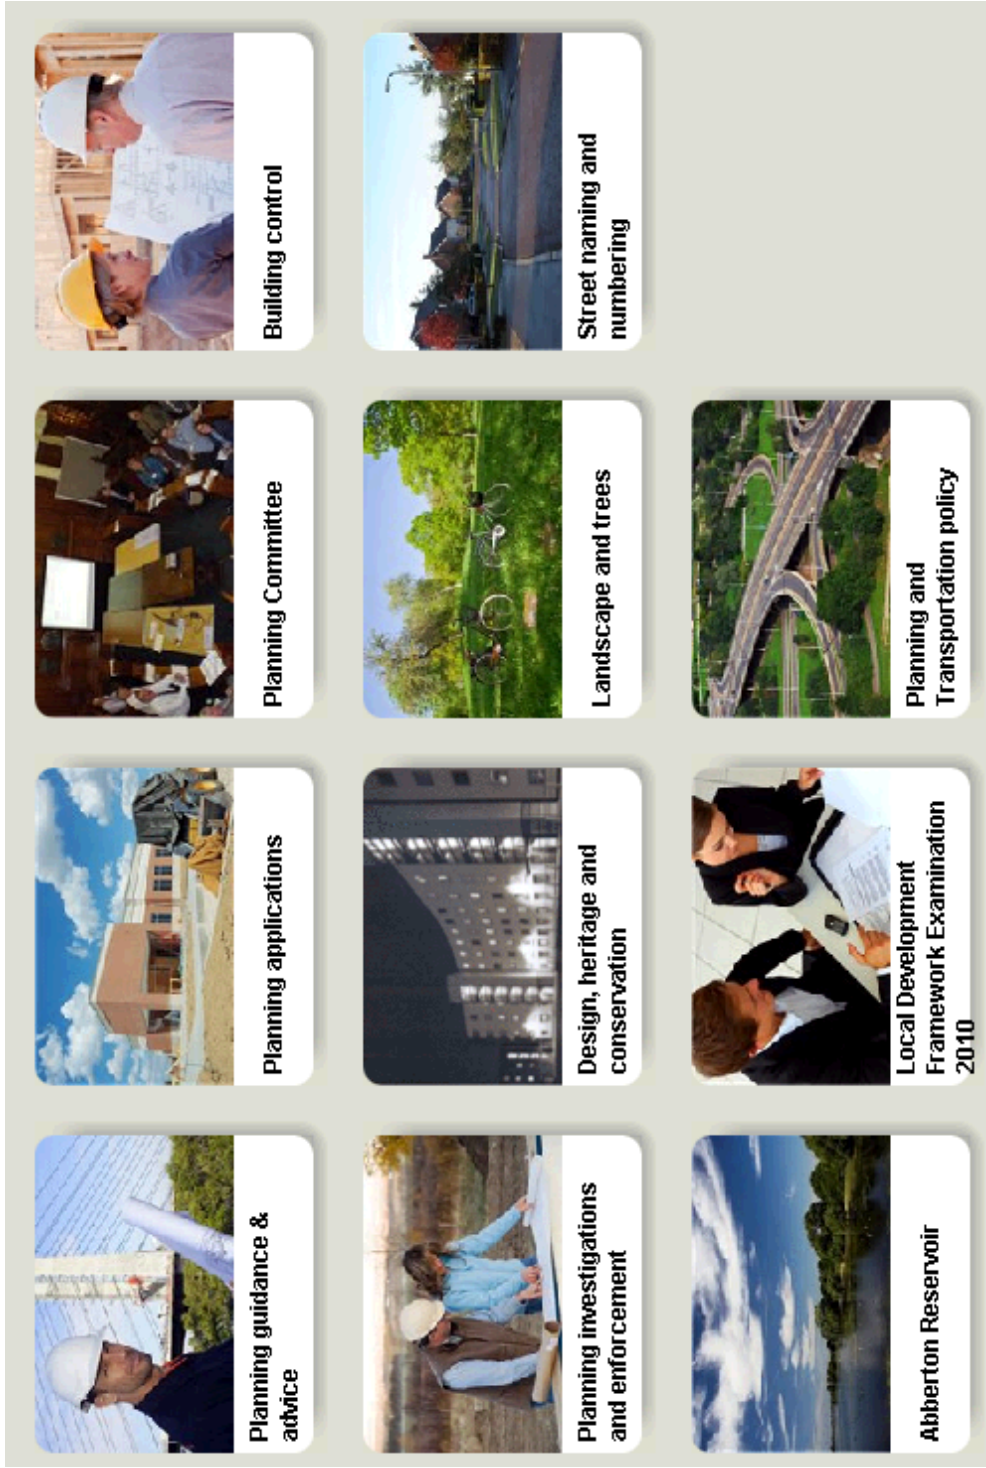 Planning guidance &
advice
Planning applications
Planning Committee
Building control
Planning investigations
and enforcement
Design, heritage and
conservation
Landscape and trees
Street naming and
numbering
Abberton Reservoir
Local Development
Framework Examination
2010
Planning and
Transportation policy